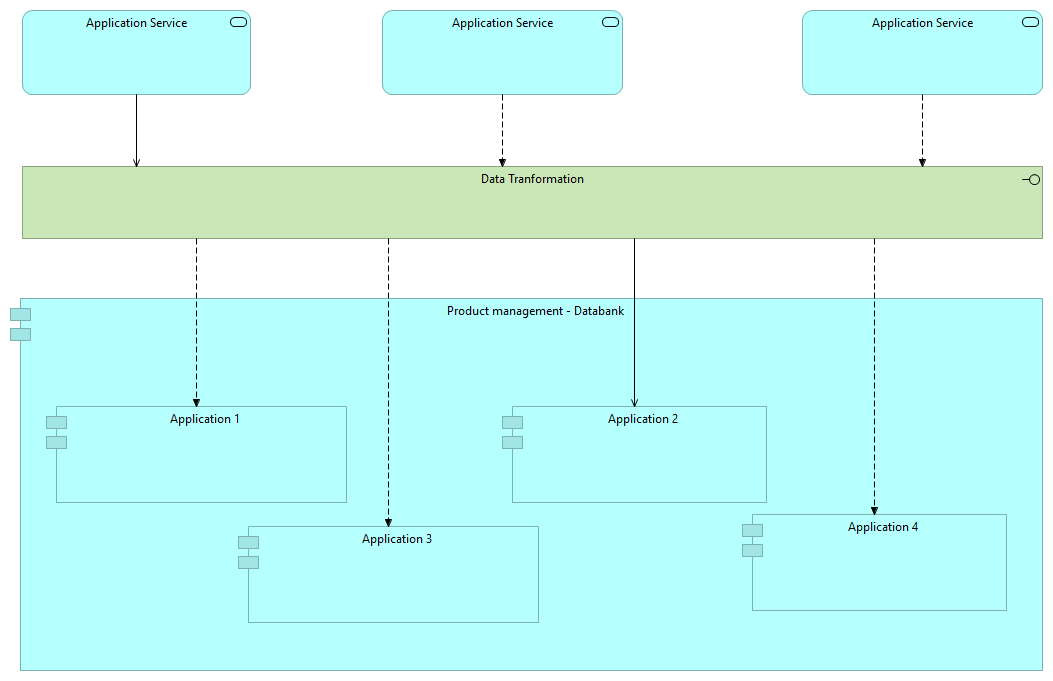 Application Service
Application Service
Application Service
Data Tranformation
Product management - Databank
Application 1
Application 2
Application 3
Application 4